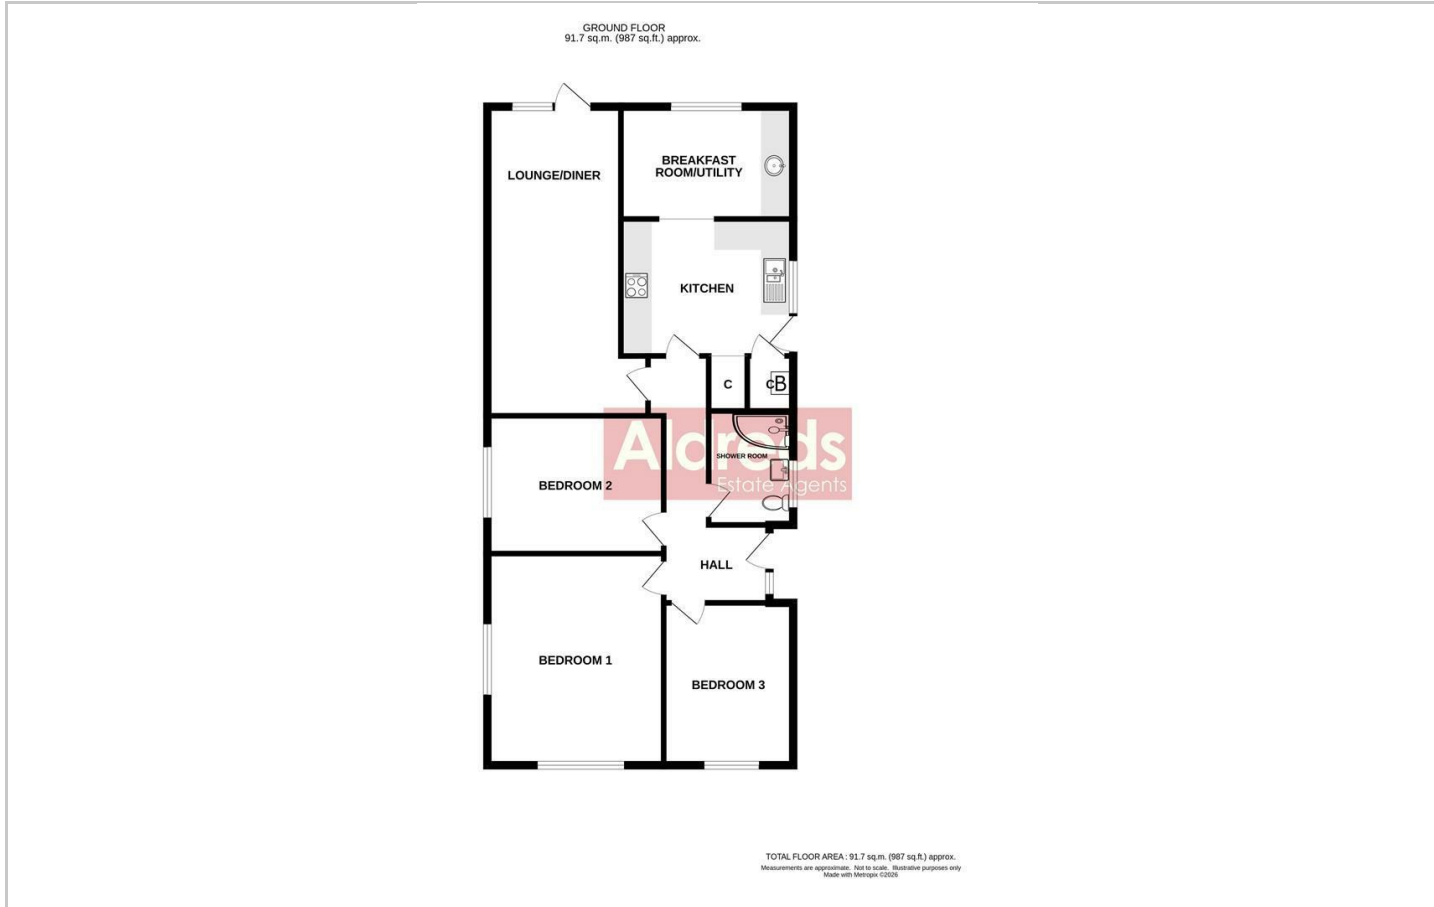 GROUND FLOOR
91.7 sq.m. (987 sq.ft.) approx.
LOUNGE/DINER
BREAKFAST
ROOM/UTILITY
KITCHEN
C
C
B
Aldreds
Estate Agents
SHOWER ROOM
BEDROOM 2
HALL
BEDROOM 1
BEDROOM 3
TOTAL FLOOR AREA : 91.7 sq.m. (987 sq.ft.) approx.
Measurements are approximate. Not to scale. Illustrative purposes only
Made with Metropix ©2026